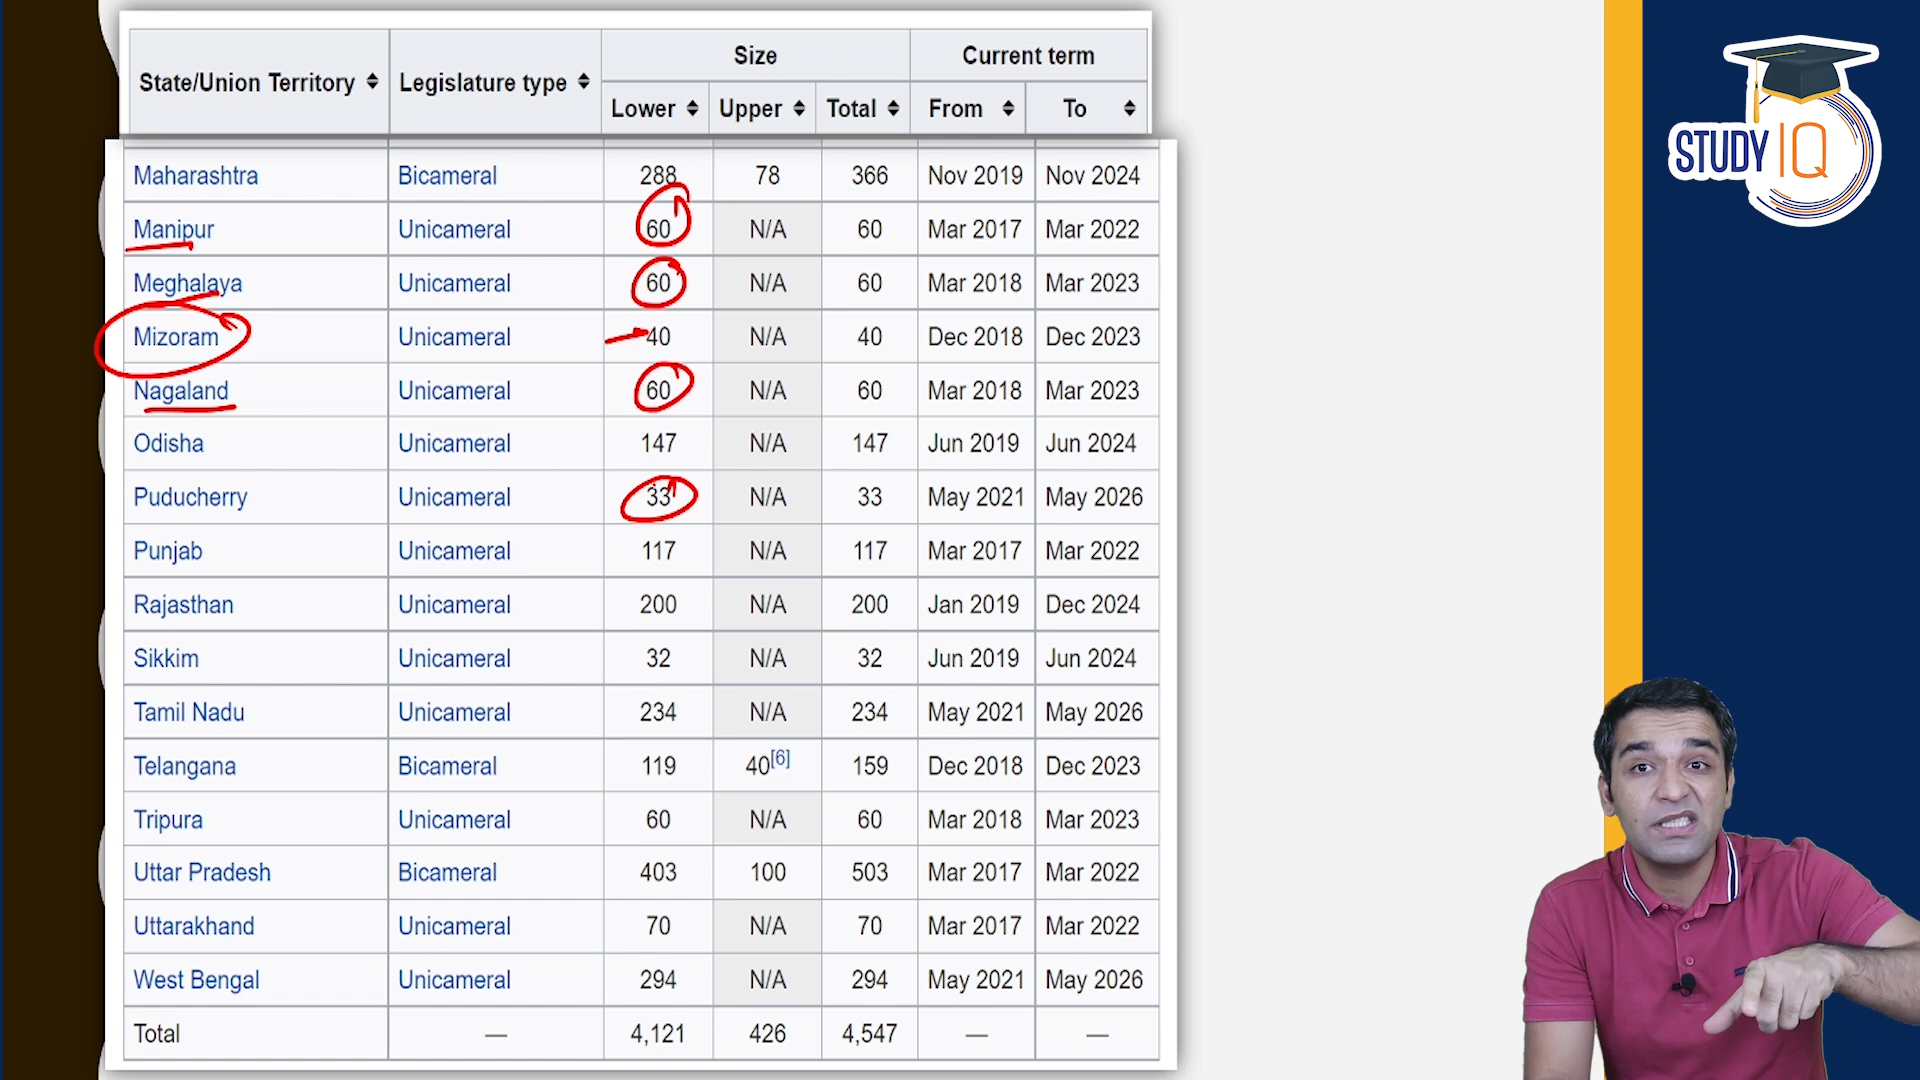 State/Union Territory Legislature type Size Current term
Lower Upper Total From To
Maharashtra Bicameral 288 78 366 Nov 2019 Nov 2024
Manipur Unicameral 60 N/A 60 Mar 2017 Mar 2022
Meghalaya Unicameral 60 N/A 60 Mar 2018 Mar 2023
Mizoram Unicameral 40 N/A 40 Dec 2018 Dec 2023
Nagaland Unicameral 60 N/A 60 Mar 2018 Mar 2023
Odisha Unicameral 147 N/A 147 Jun 2019 Jun 2024
Puducherry Unicameral 33 N/A 33 May 2021 May 2026
Punjab Unicameral 117 N/A 117 Mar 2017 Mar 2022
Rajasthan Unicameral 200 N/A 200 Jan 2019 Dec 2024
Sikkim Unicameral 32 N/A 32 Jun 2019 Jun 2024
Tamil Nadu Unicameral 234 N/A 234 May 2021 May 2026
Telangana Bicameral 119 40[6] 159 Dec 2018 Dec 2023
Tripura Unicameral 60 N/A 60 Mar 2018 Mar 2023
Uttar Pradesh Bicameral 403 100 503 Mar 2017 Mar 2022
Uttarakhand Unicameral 70 N/A 70 Mar 2017 Mar 2022
West Bengal Unicameral 294 N/A 294 May 2021 May 2026
Total — 4,121 426 4,547 — —
STUDY IQ